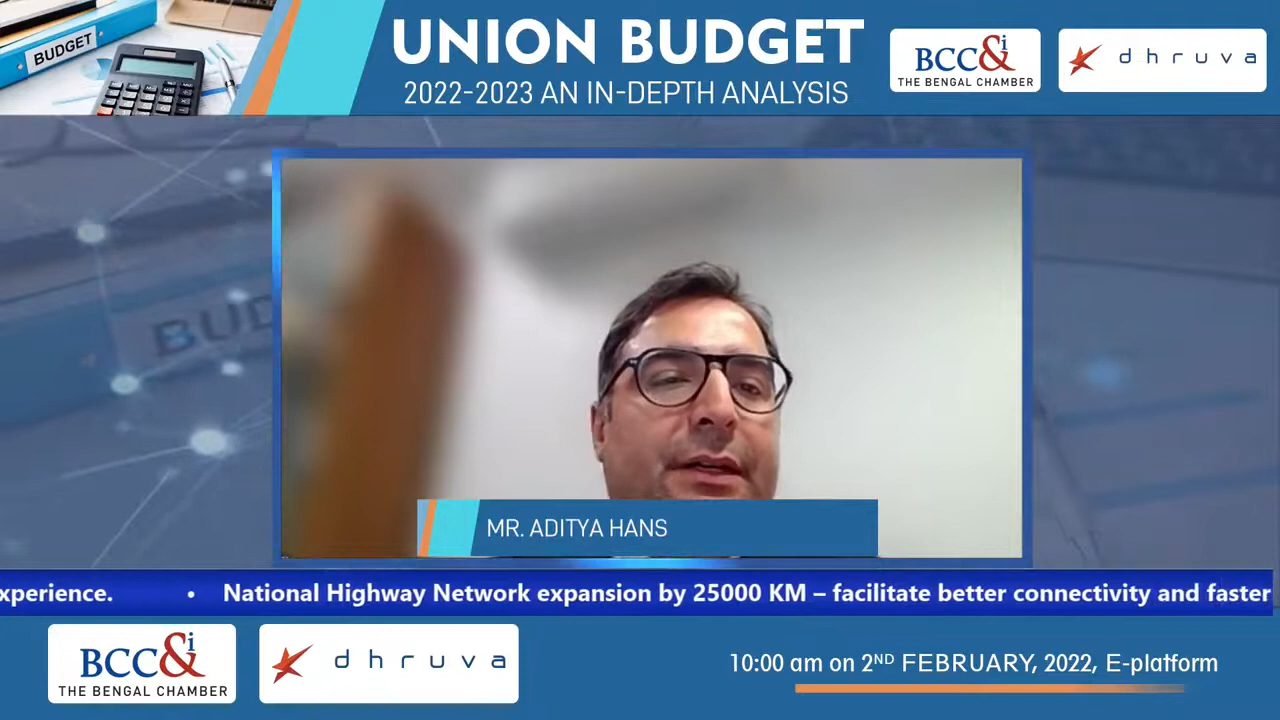 BUDGET
UNION BUDGET
2022-2023 AN IN-DEPTH ANALYSIS
BCC&i
THE BENGAL CHAMBER
dhruva
BUD
MR. ADITYA HANS
xperience. • National Highway Network expansion by 25000 KM – facilitate better connectivity and faster
BCC&i
THE BENGAL CHAMBER
dhruva
10:00 am on 2ND FEBRUARY, 2022, E-platform